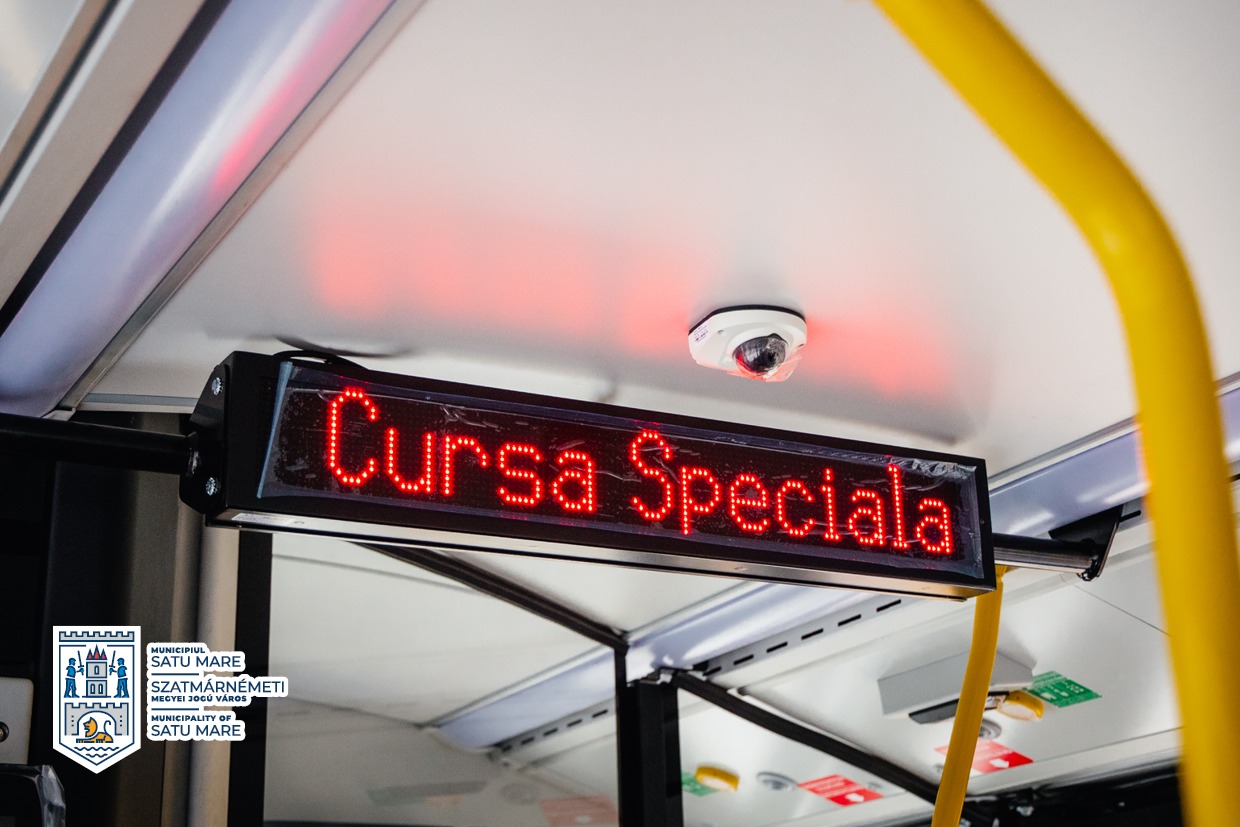 Cursa Speciala
MUNICIPIUL
SATU MARE
SZATMÁRNÉMETI
MEGYEI JOGÚ VÁROS
MUNICIPALITY OF
SATU MARE